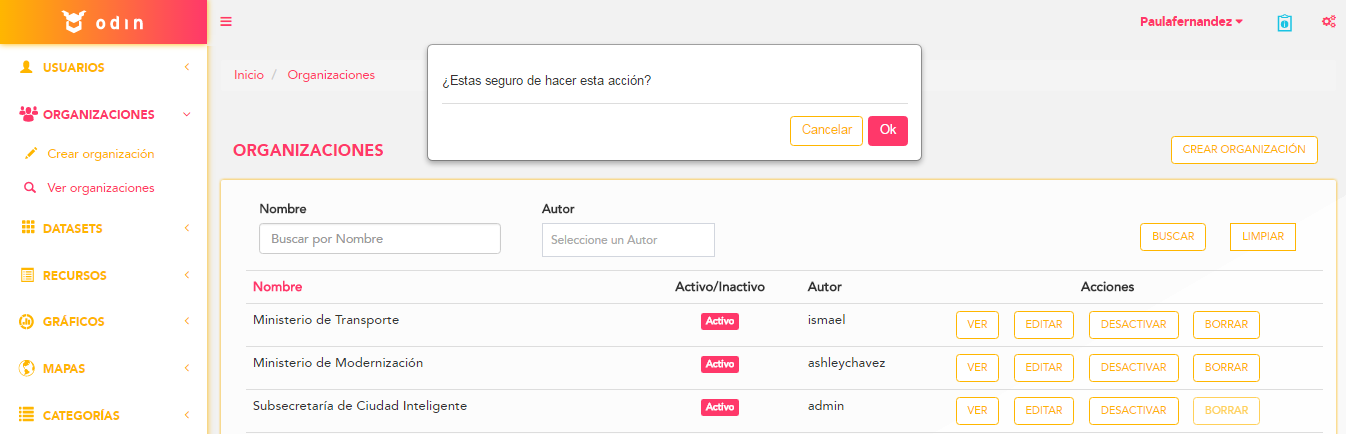 odin
Paulafernandez
USUARIOS
ORGANIZACIONES
Crear organización
Ver organizaciones
DATASETS
RECURSOS
GRÁFICOS
MAPAS
CATEGORÍAS
Inicio / Organizaciones
¿Estas seguro de hacer esta acción?
Cancelar Ok
ORGANIZACIONES
CREAR ORGANIZACIÓN
Nombre Autor
Buscar por Nombre Seleccione un Autor BUSCAR LIMPIAR
Nombre Activo/Inactivo Autor Acciones
Ministerio de Transporte Activo ismael VER EDITAR DESACTIVAR BORRAR
Ministerio de Modernización Activo ashleychavez VER EDITAR DESACTIVAR BORRAR
Subsecretaría de Ciudad Inteligente Activo admin VER EDITAR DESACTIVAR BORRAR